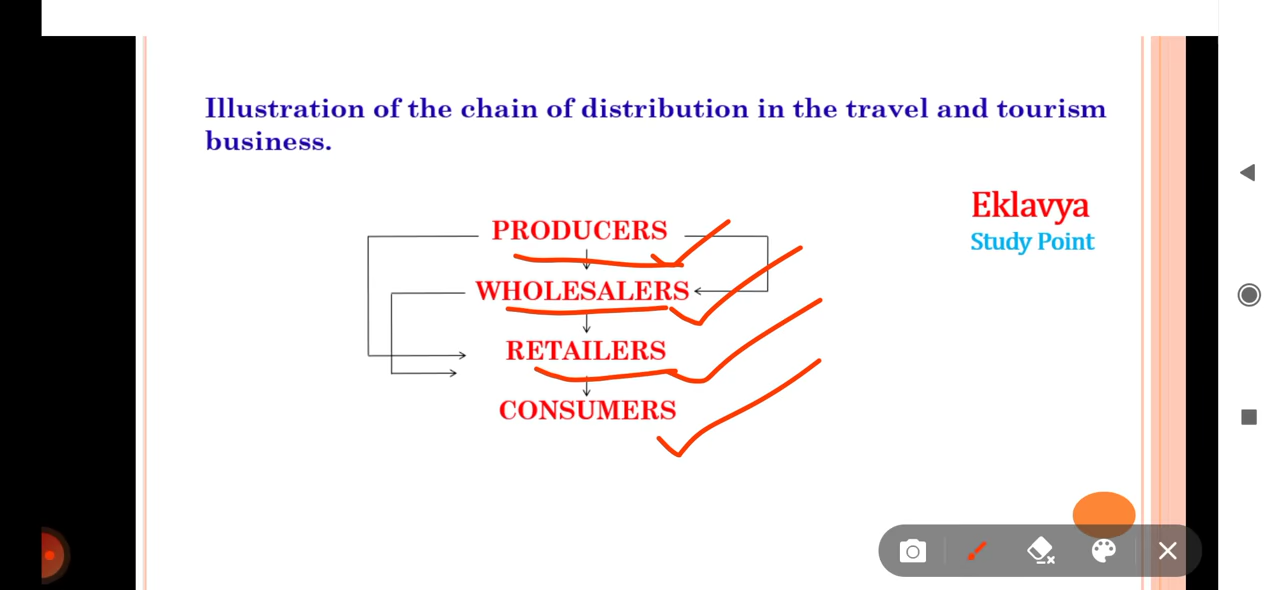 Illustration of the chain of distribution in the travel and tourism
business.
Eklavya
Study Point
PRODUCERS
WHOLESALERS
RETAILERS
CONSUMERS